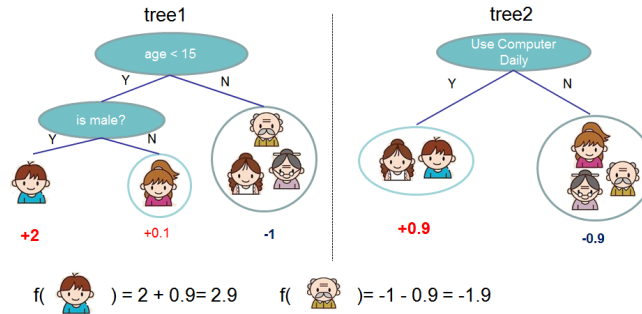 tree1
tree2
age < 15
Use Computer
Daily
Y
N
Y
N
is male?
Y
N
+2
+0.1
-1
+0.9
-0.9
f( ) = 2 + 0.9= 2.9
f( )= -1 - 0.9 = -1.9